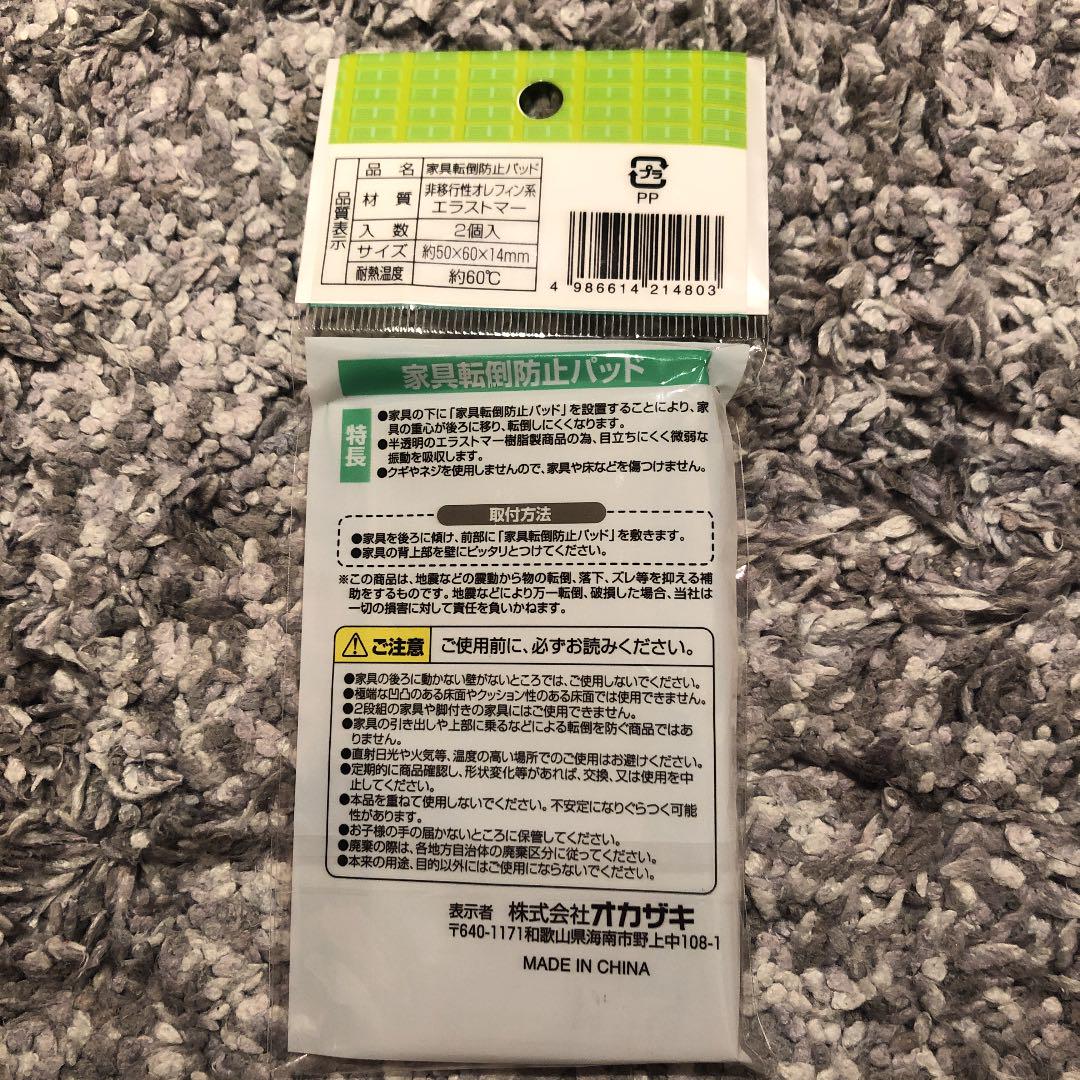 品質表示
品名 家具転倒防止パッド
材質 非移行性オレフィン系
エラストマー
入数 2個入
サイズ 約50×60×14mm
耐熱温度 約60℃
プラ
PP
4 986614 214803
家具転倒防止パッド
特長
●家具の下に「家具転倒防止パッド」を設置することにより、家
具の重心が後ろに移り、転倒しにくくなります。
●半透明のエラストマー樹脂製商品の為、目立ちにくく微弱な
振動を吸収します。
●クギやネジを使用しませんので、家具や床などを傷つけません。
取付方法
●家具を後ろに傾け、前部に「家具転倒防止パッド」を敷きます。
●家具の背上部を壁にピッタリとつけてください。
※この商品は、地震などの震動から物の転倒、落下、ズレ等を抑える補
助をするものです。地震などにより万一転倒、破損した場合、当社は
一切の損害に対して責任を負いかねます。
ご注意 ご使用前に、必ずお読みください。
●家具の後ろに動かない壁がないところでは、ご使用しないでください。
●極端な凹凸のある床面やクッション性のある床面では使用できません。
●2段組の家具や脚付きの家具にはご使用できません。
●家具の引き出しや上部に乗るなどによる転倒を防ぐ商品ではあ
りません。
●直射日光や火気等、温度の高い場所でのご使用はお避けください。
●定期的に商品確認し、形状変化等があれば、交換、又は使用を中
止してください。
●本品を重ねて使用しないでください。不安定になりぐらつく可能
性があります。
●お子様の手の届かないところに保管してください。
●廃棄の際は、各地方自治体の廃棄区分に従ってください。
●本来の用途、目的以外にはご使用にならないでください。
表示者 株式会社オカザキ
〒640-1171和歌山県海南市野上中108-1
MADE IN CHINA